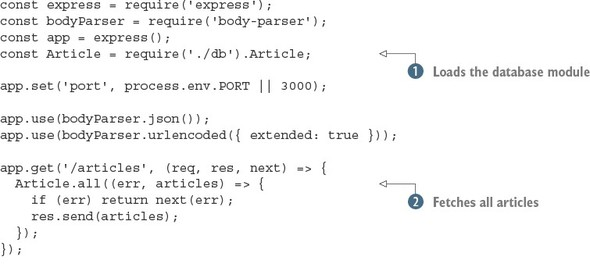 const express = require('express');
const bodyParser = require('body-parser');
const app = express();
const Article = require('./db').Article;
1 Loads the database module
app.set('port', process.env.PORT || 3000);
app.use(bodyParser.json());
app.use(bodyParser.urlencoded({ extended: true }));
app.get('/articles', (req, res, next) => {
  Article.all((err, articles) => {
2 Fetches all articles
    if (err) return next(err);
    res.send(articles);
  });
});